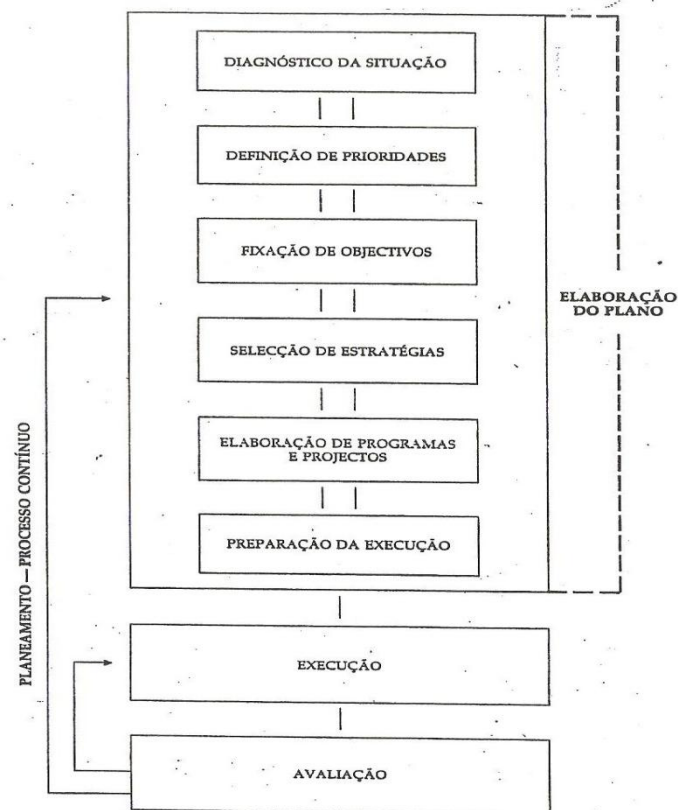 DIAGNÓSTICO DA SITUAÇÃO
DEFINIÇÃO DE PRIORIDADES
FIXAÇÃO DE OBJECTIVOS
SELECÇÃO DE ESTRATÉGIAS
ELABORAÇÃO DE PROGRAMAS
E PROJECTOS
PREPARAÇÃO DA EXECUÇÃO
ELABORAÇÃO
DO PLANO
PLANEAMENTO — PROCESSO CONTÍNUO
EXECUÇÃO
AVALIAÇÃO